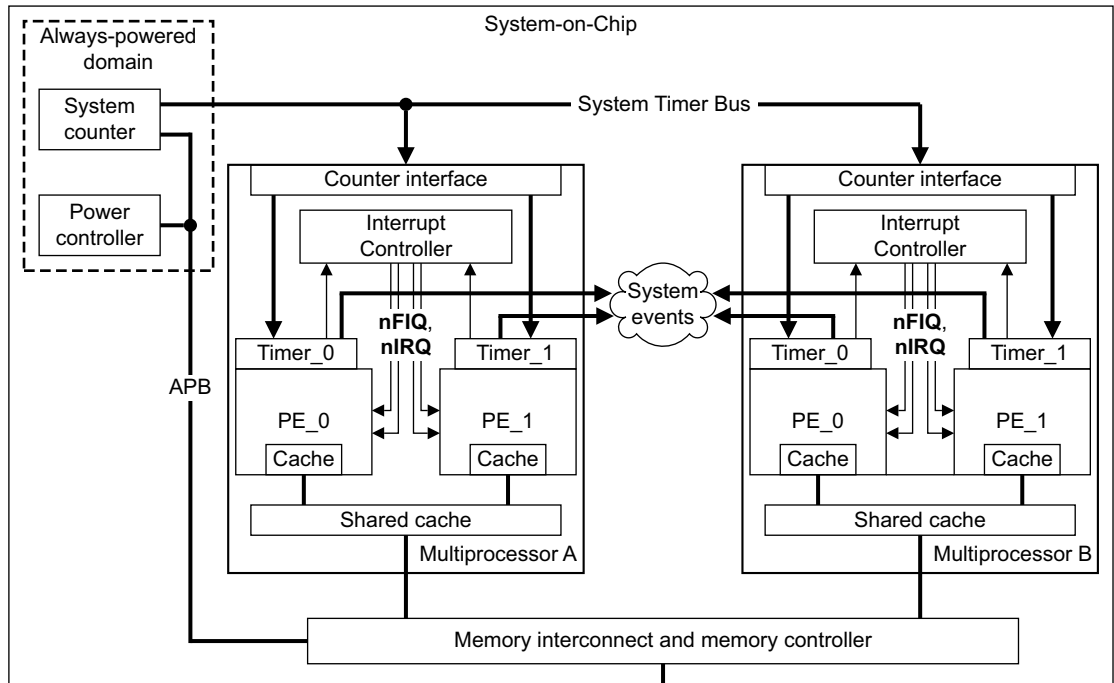 System-on-Chip
Always-powered
domain
System
counter
System Timer Bus
Power
controller
Counter interface
Counter interface
Interrupt
Controller
Interrupt
Controller
System
events
nFIQ,
nIRQ
nFIQ,
nIRQ
Timer_0
Timer_1
Timer_0
Timer_1
APB
PE_0
PE_1
PE_0
PE_1
Cache
Cache
Cache
Cache
Shared cache
Shared cache
Multiprocessor A
Multiprocessor B
Memory interconnect and memory controller